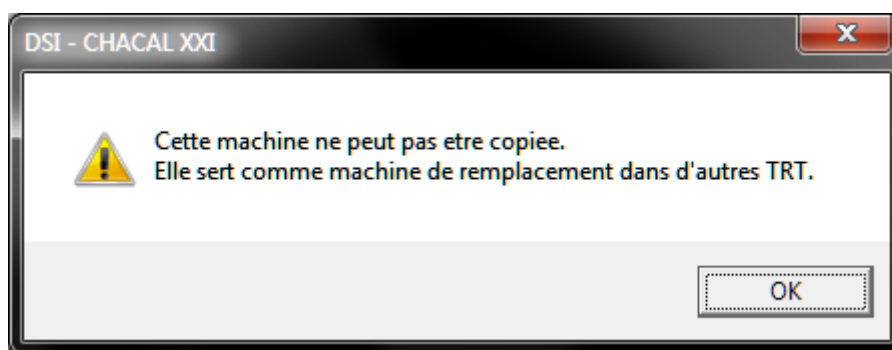 DSI - CHACAL XXI
Cette machine ne peut pas etre copiee.
Elle sert comme machine de remplacement dans d'autres TRT.
OK